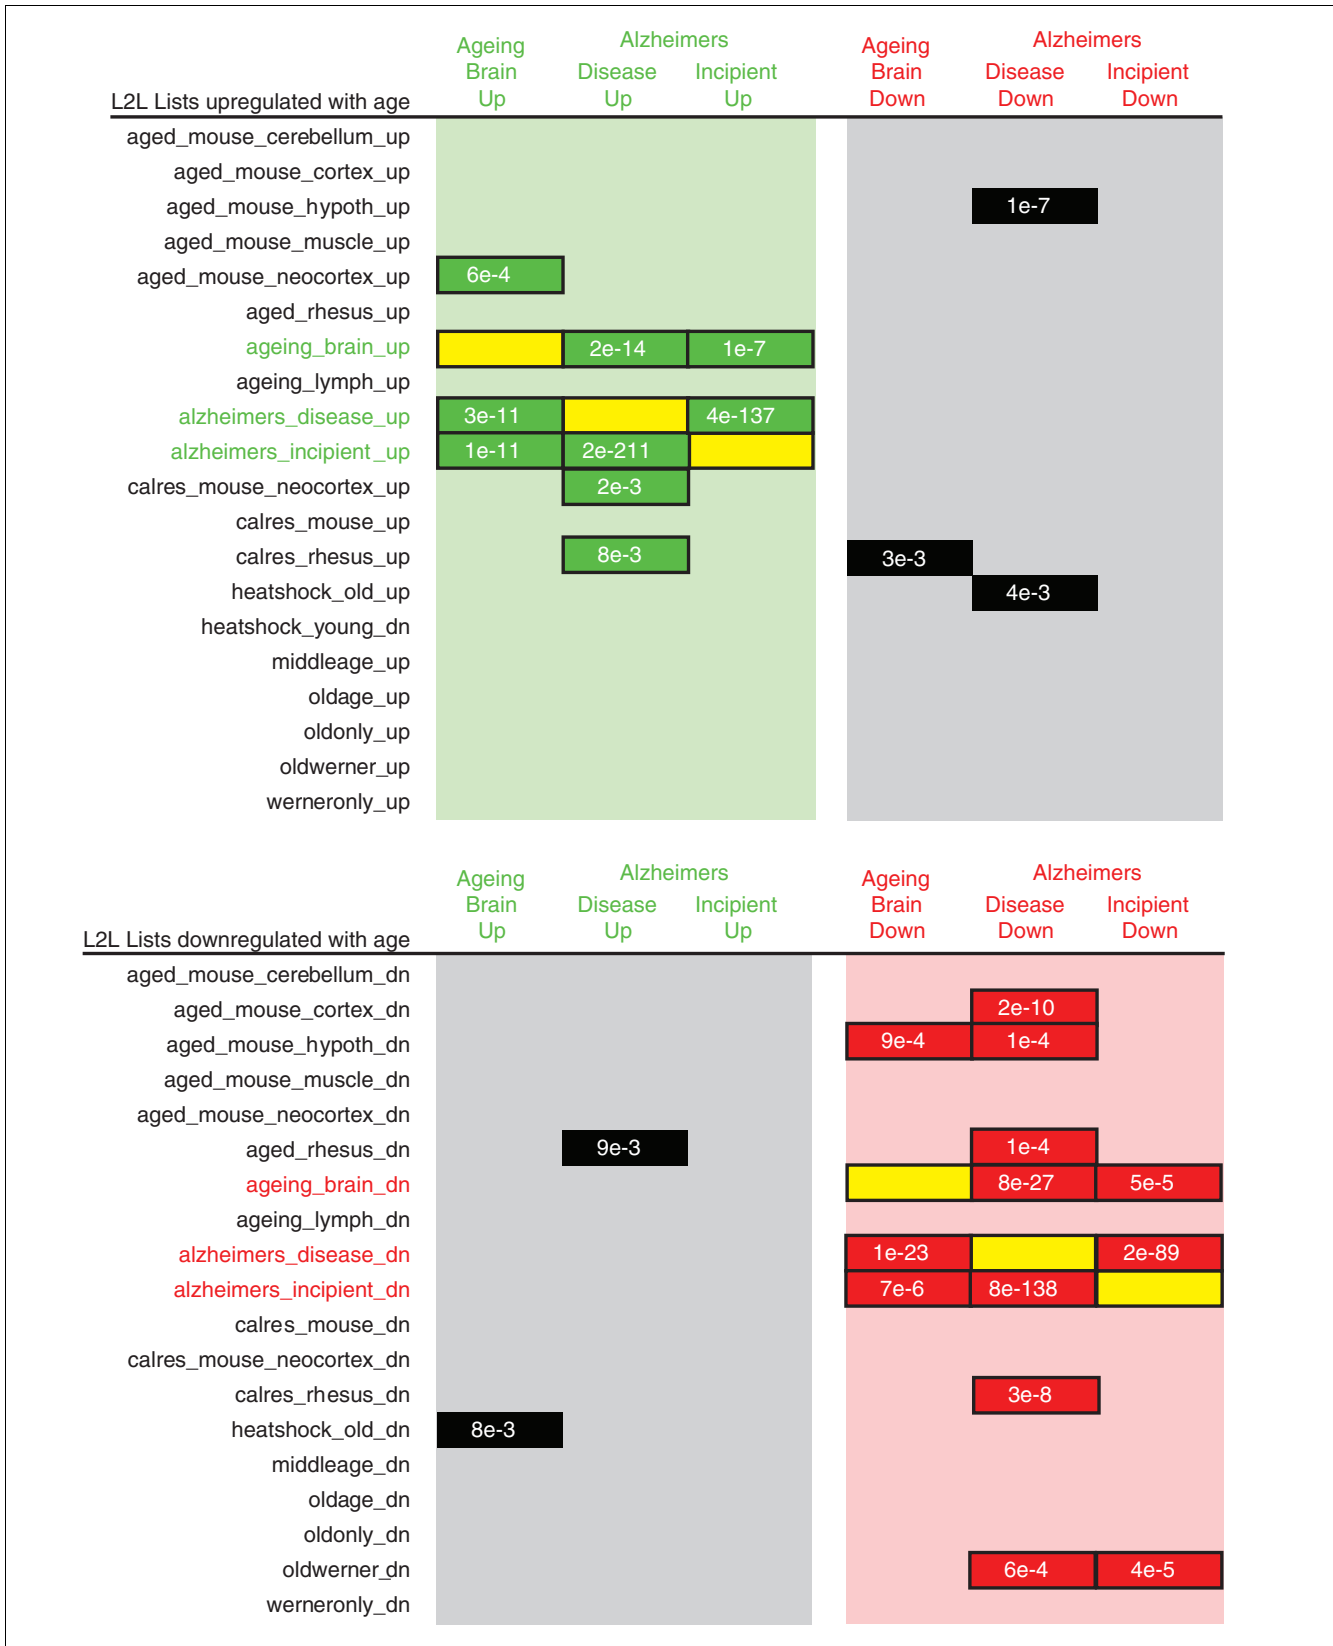 Ageing Alzheimers Ageing Alzheimers
Brain Disease Incipient Brain Disease Incipient
L2L Lists upregulated with age Up Up Up Down Down Down
aged_mouse_cerebellum_up
aged_mouse_cortex_up
aged_mouse_hypoth_up 1e-7
aged_mouse_muscle_up
aged_mouse_neocortex_up 6e-4
aged_rhesus_up
ageing_brain_up 2e-14 1e-7
ageing_lymph_up
alzheimers_disease_up 3e-11 4e-137
alzheimers_incipient_up 1e-11 2e-211
calres_mouse_neocortex_up 2e-3
calres_mouse_up
calres_rhesus_up 8e-3 3e-3
heatshock_old_up 4e-3
heatshock_young_dn
middleage_up
oldage_up
oldonly_up
oldwerner_up
werneronly_up
Ageing Alzheimers Ageing Alzheimers
Brain Disease Incipient Brain Disease Incipient
L2L Lists downregulated with age Up Up Up Down Down Down
aged_mouse_cerebellum_dn
aged_mouse_cortex_dn 2e-10
aged_mouse_hypoth_dn 9e-4 1e-4
aged_mouse_muscle_dn
aged_mouse_neocortex_dn
aged_rhesus_dn 9e-3 1e-4
ageing_brain_dn 8e-27 5e-5
ageing_lymph_dn
alzheimers_disease_dn 1e-23 2e-89
alzheimers_incipient_dn 7e-6 8e-138
calres_mouse_dn
calres_mouse_neocortex_dn
calres_rhesus_dn 3e-8
heatshock_old_dn 8e-3
middleage_dn
oldage_dn
oldonly_dn
oldwerner_dn 6e-4 4e-5
werneronly_dn